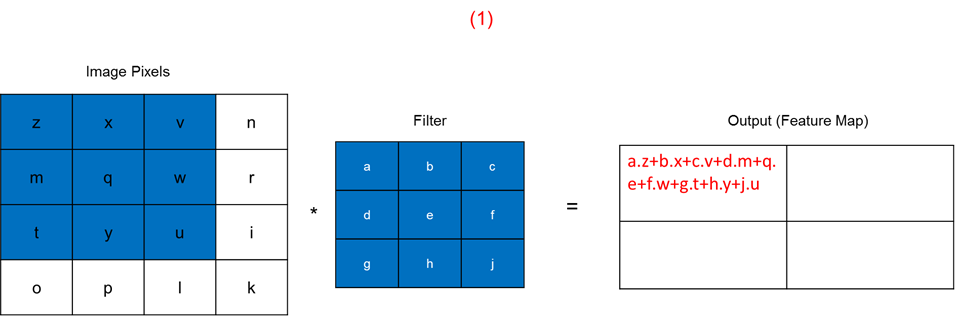 (1)
Image Pixels
Filter
Output (Feature Map)
z x v n
m q w r
t y u i
o p l k
*
a b c
d e f
g h j
=
a.z+b.x+c.v+d.m+q.
e+f.w+g.t+h.y+j.u